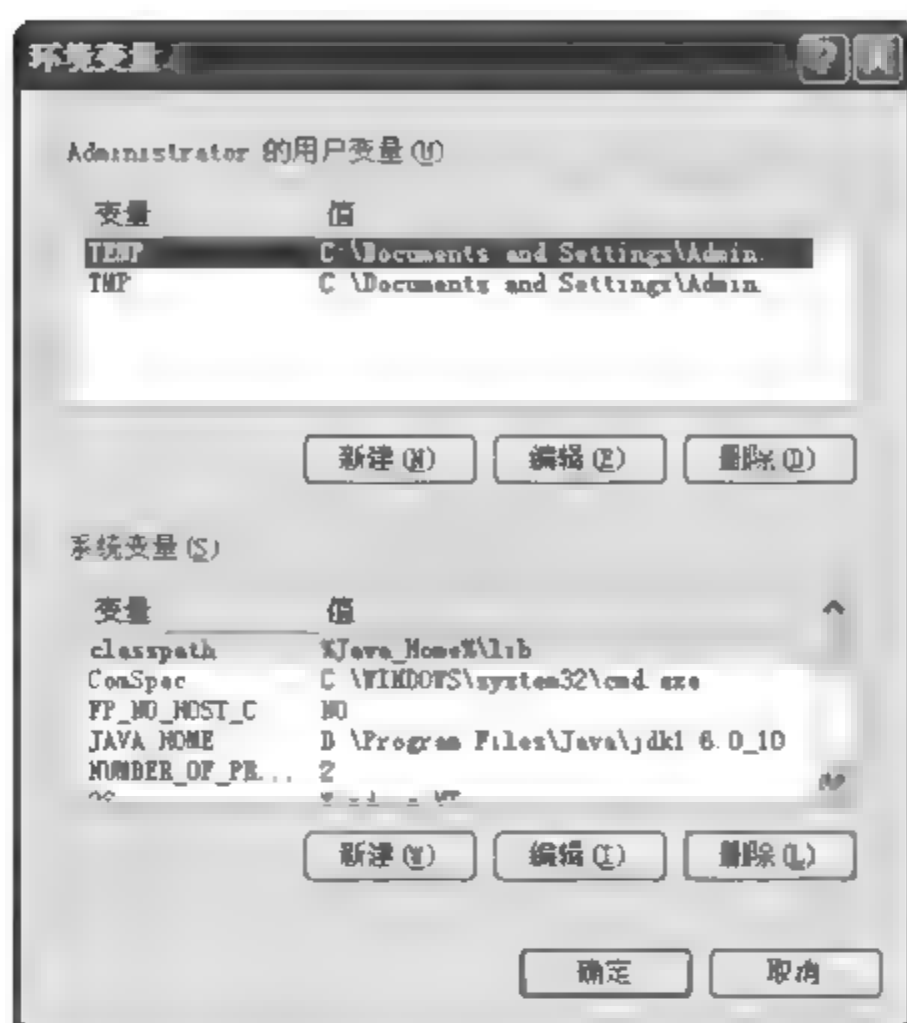 环境变量
Administrator 的用户变量(U)
变量 值
TEMP C:\Documents and Settings\Admin.
TMP C \Documents and Settings\Admin
新建(N) 编辑(E) 删除(D)
系统变量(S)
变量 值
classpath %Java_Home%\lib
ComSpec C \WINDOWS\system32\cmd exe
FP_NO_HOST_C NO
JAVA HOME D \Program Files\Java\jdk1 6.0_10
NUMBER_OF_PR... 2
新建(W) 编辑(I) 删除(L)
确定 取消